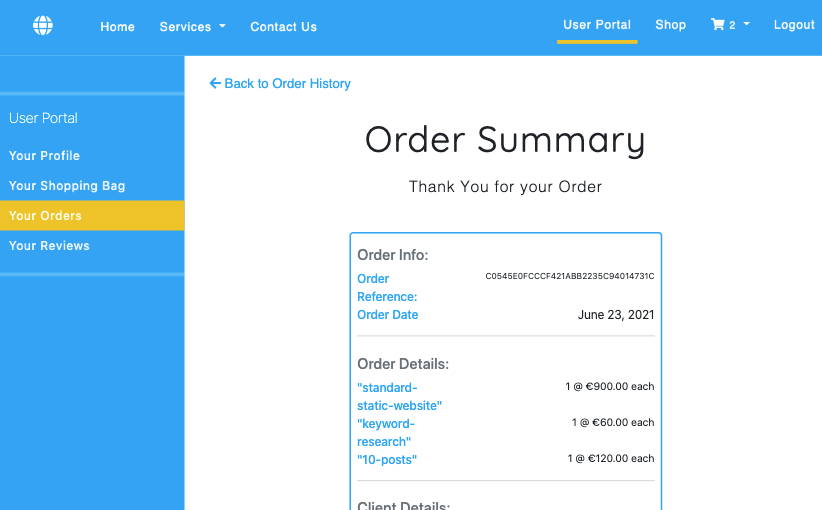 Home Services Contact Us User Portal Shop 2 Logout
User Portal
Your Profile
Your Shopping Bag
Your Orders
Your Reviews
Back to Order History
Order Summary
Thank You for your Order
Order Info:
Order C0545E0FCCCF421ABB2235C94014731C
Reference:
Order Date June 23, 2021
Order Details:
"standard- 1 @ €900.00 each
static-website"
"keyword- 1 @ €60.00 each
research"
"10-posts" 1 @ €120.00 each
Client Details: